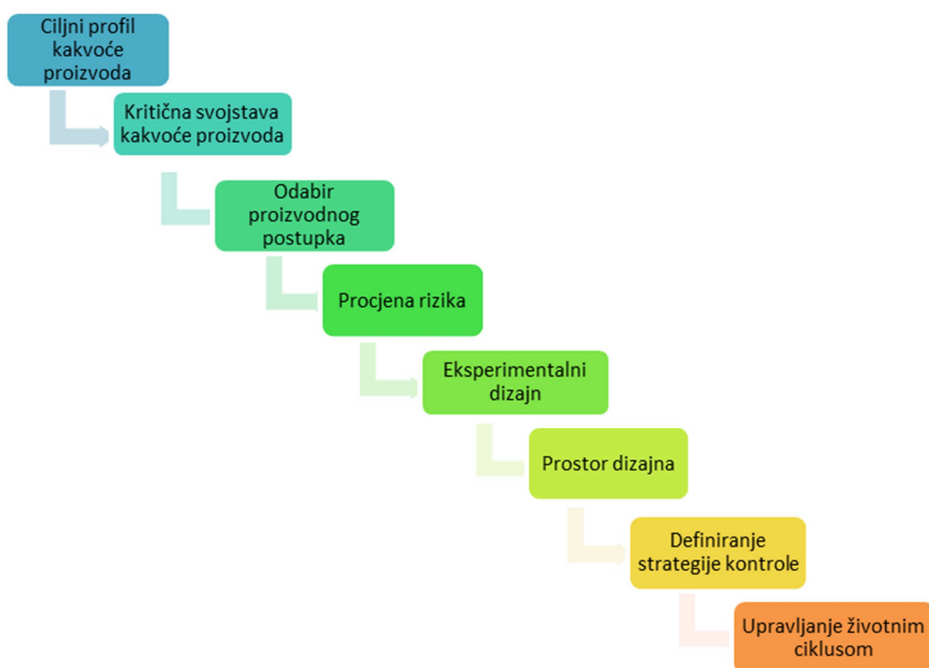 Ciljni profil
kakvoće
proizvoda
Kritična svojstava
kakvoće proizvoda
Odabir
proizvodnog
postupka
Procjena rizika
Eksperimentalni
dizajn
Prostor dizajna
Definiranje
strategije kontrole
Upravljanje životnim
ciklusom